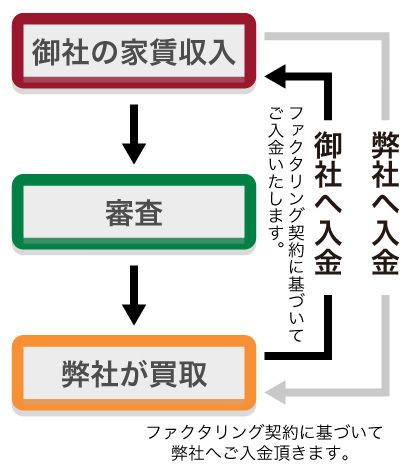 御社の家賃収入
審査
弊社が買取
ファクタリング契約に基づいて
ご入金いたします。
御社へ入金
弊社へ入金
ファクタリング契約に基づいて
弊社へご入金頂きます。